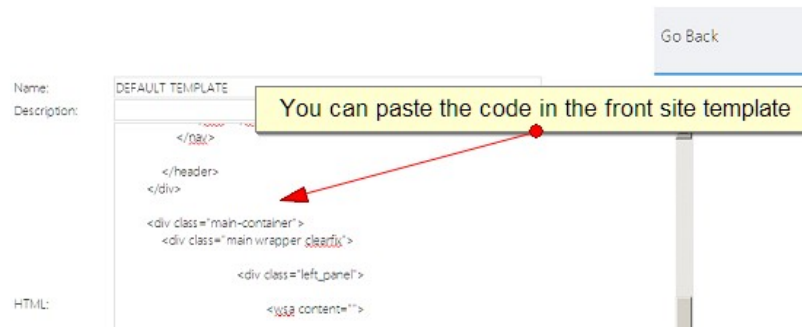 Go Back
Name: DEFAULT TEMPLATE
Description:
You can paste the code in the front site template
</nav>
</header>
</div>
<div class="main-container">
<div class="main wrapper clearfix">
<div class="left_panel">
HTML:
<wsa content="">